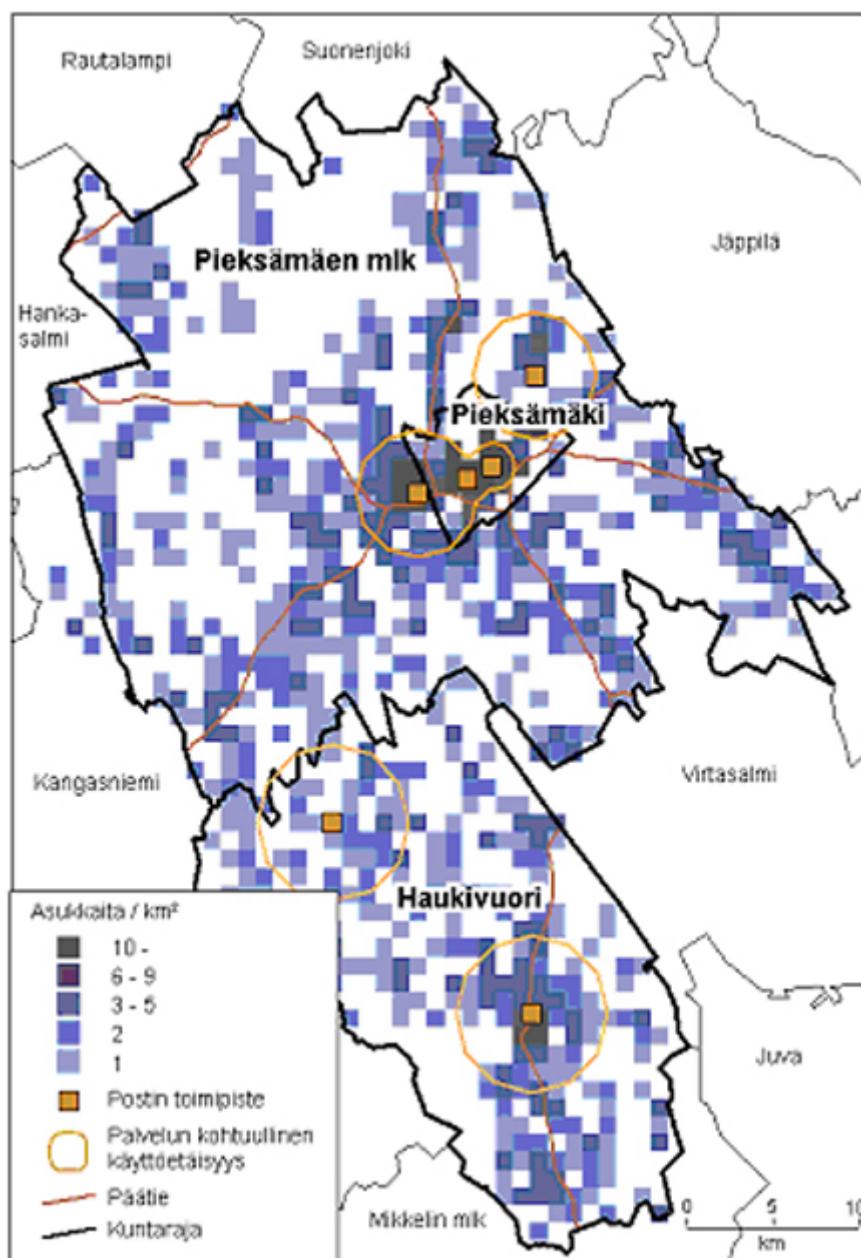 Suonenjoki
Rautalampi
Jäppilä
Pieksämäen mlk
Hanka-
salmi
Pieksämäki
Kangasniemi
Virtasalmi
Haukivuori
Asukkaita / km²
10 -
6 - 9
3 - 5
2
1
Postin toimipiste
Palvelun kohtuullinen
käyttöetäisyys
Päätie
Kuntaraja
Juva
Mikkelin mlk
0 5 10
km